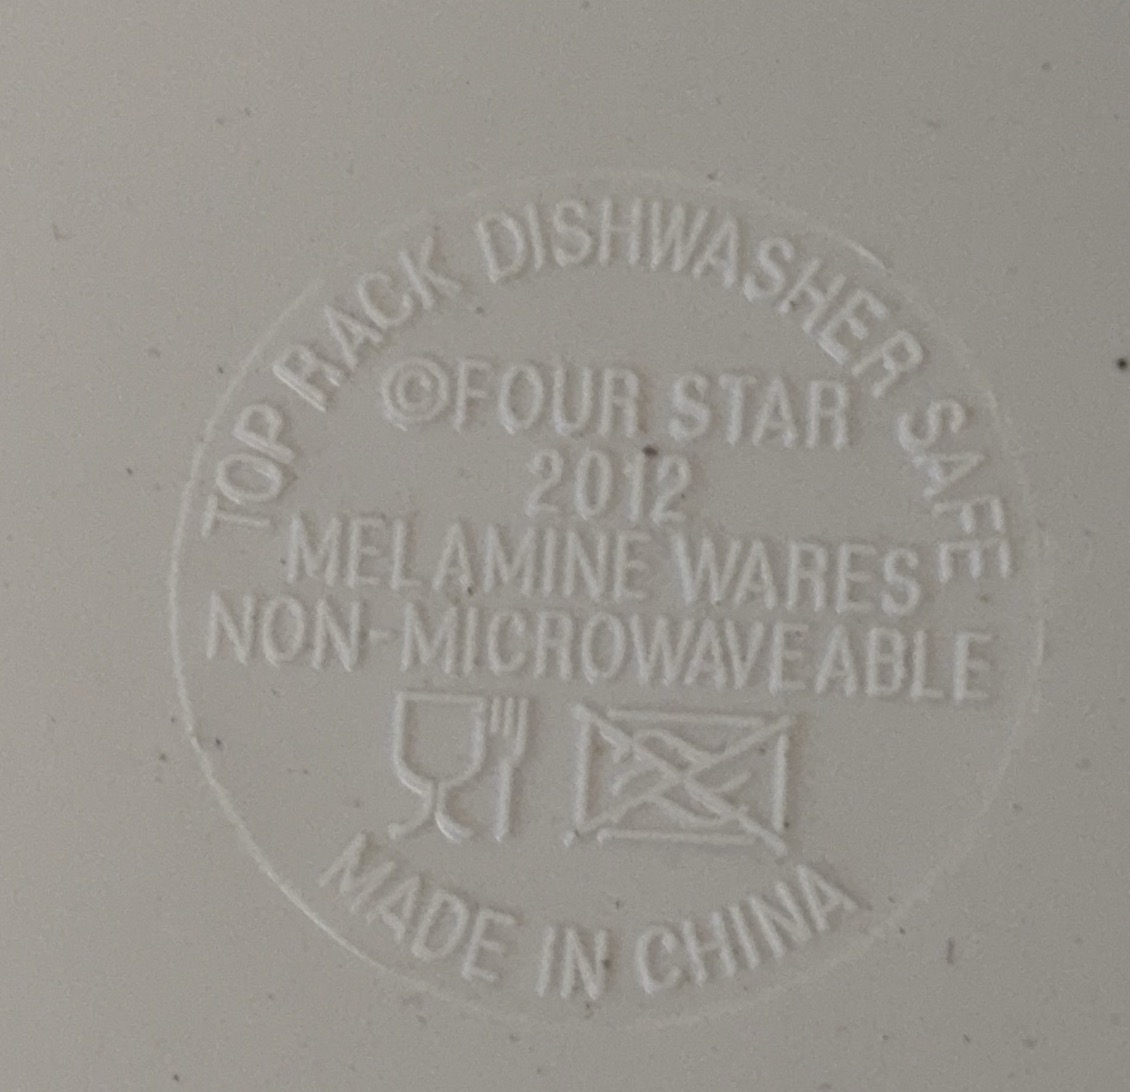 TOP RACK DISHWASHER SAFE
©FOUR STAR
2012
MELAMINE WARES
NON-MICROWAVEABLE
MADE IN CHINA